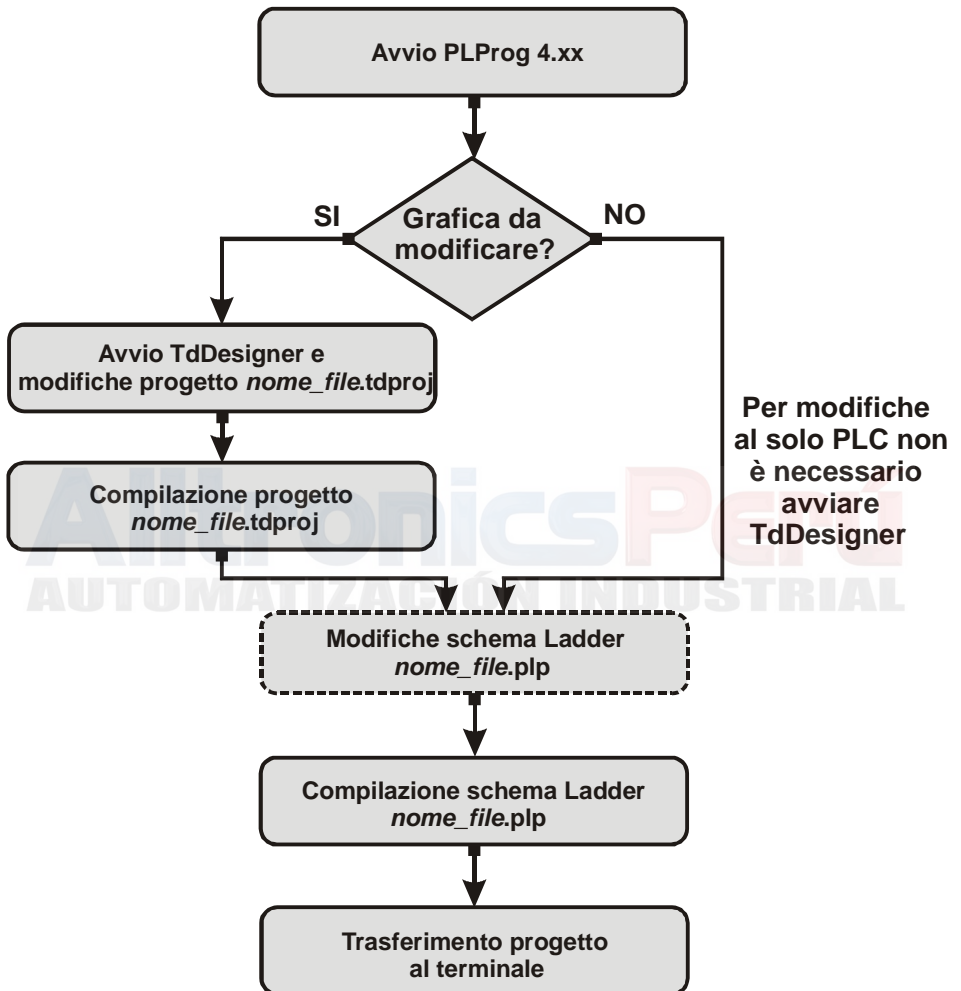 Avvio PLProg 4.xx
SI
Grafica da
modificare?
NO
Avvio TdDesigner e
modifiche progetto nome_file.tdproj
Per modifiche
al solo PLC non
è necessario
avviare
TdDesigner
Compilazione progetto
nome_file.tdproj
AlltronicsPerú
AUTOMATIZACIÓN INDUSTRIAL
Modifiche schema Ladder
nome_file.plp
Compilazione schema Ladder
nome_file.plp
Trasferimento progetto
al terminale